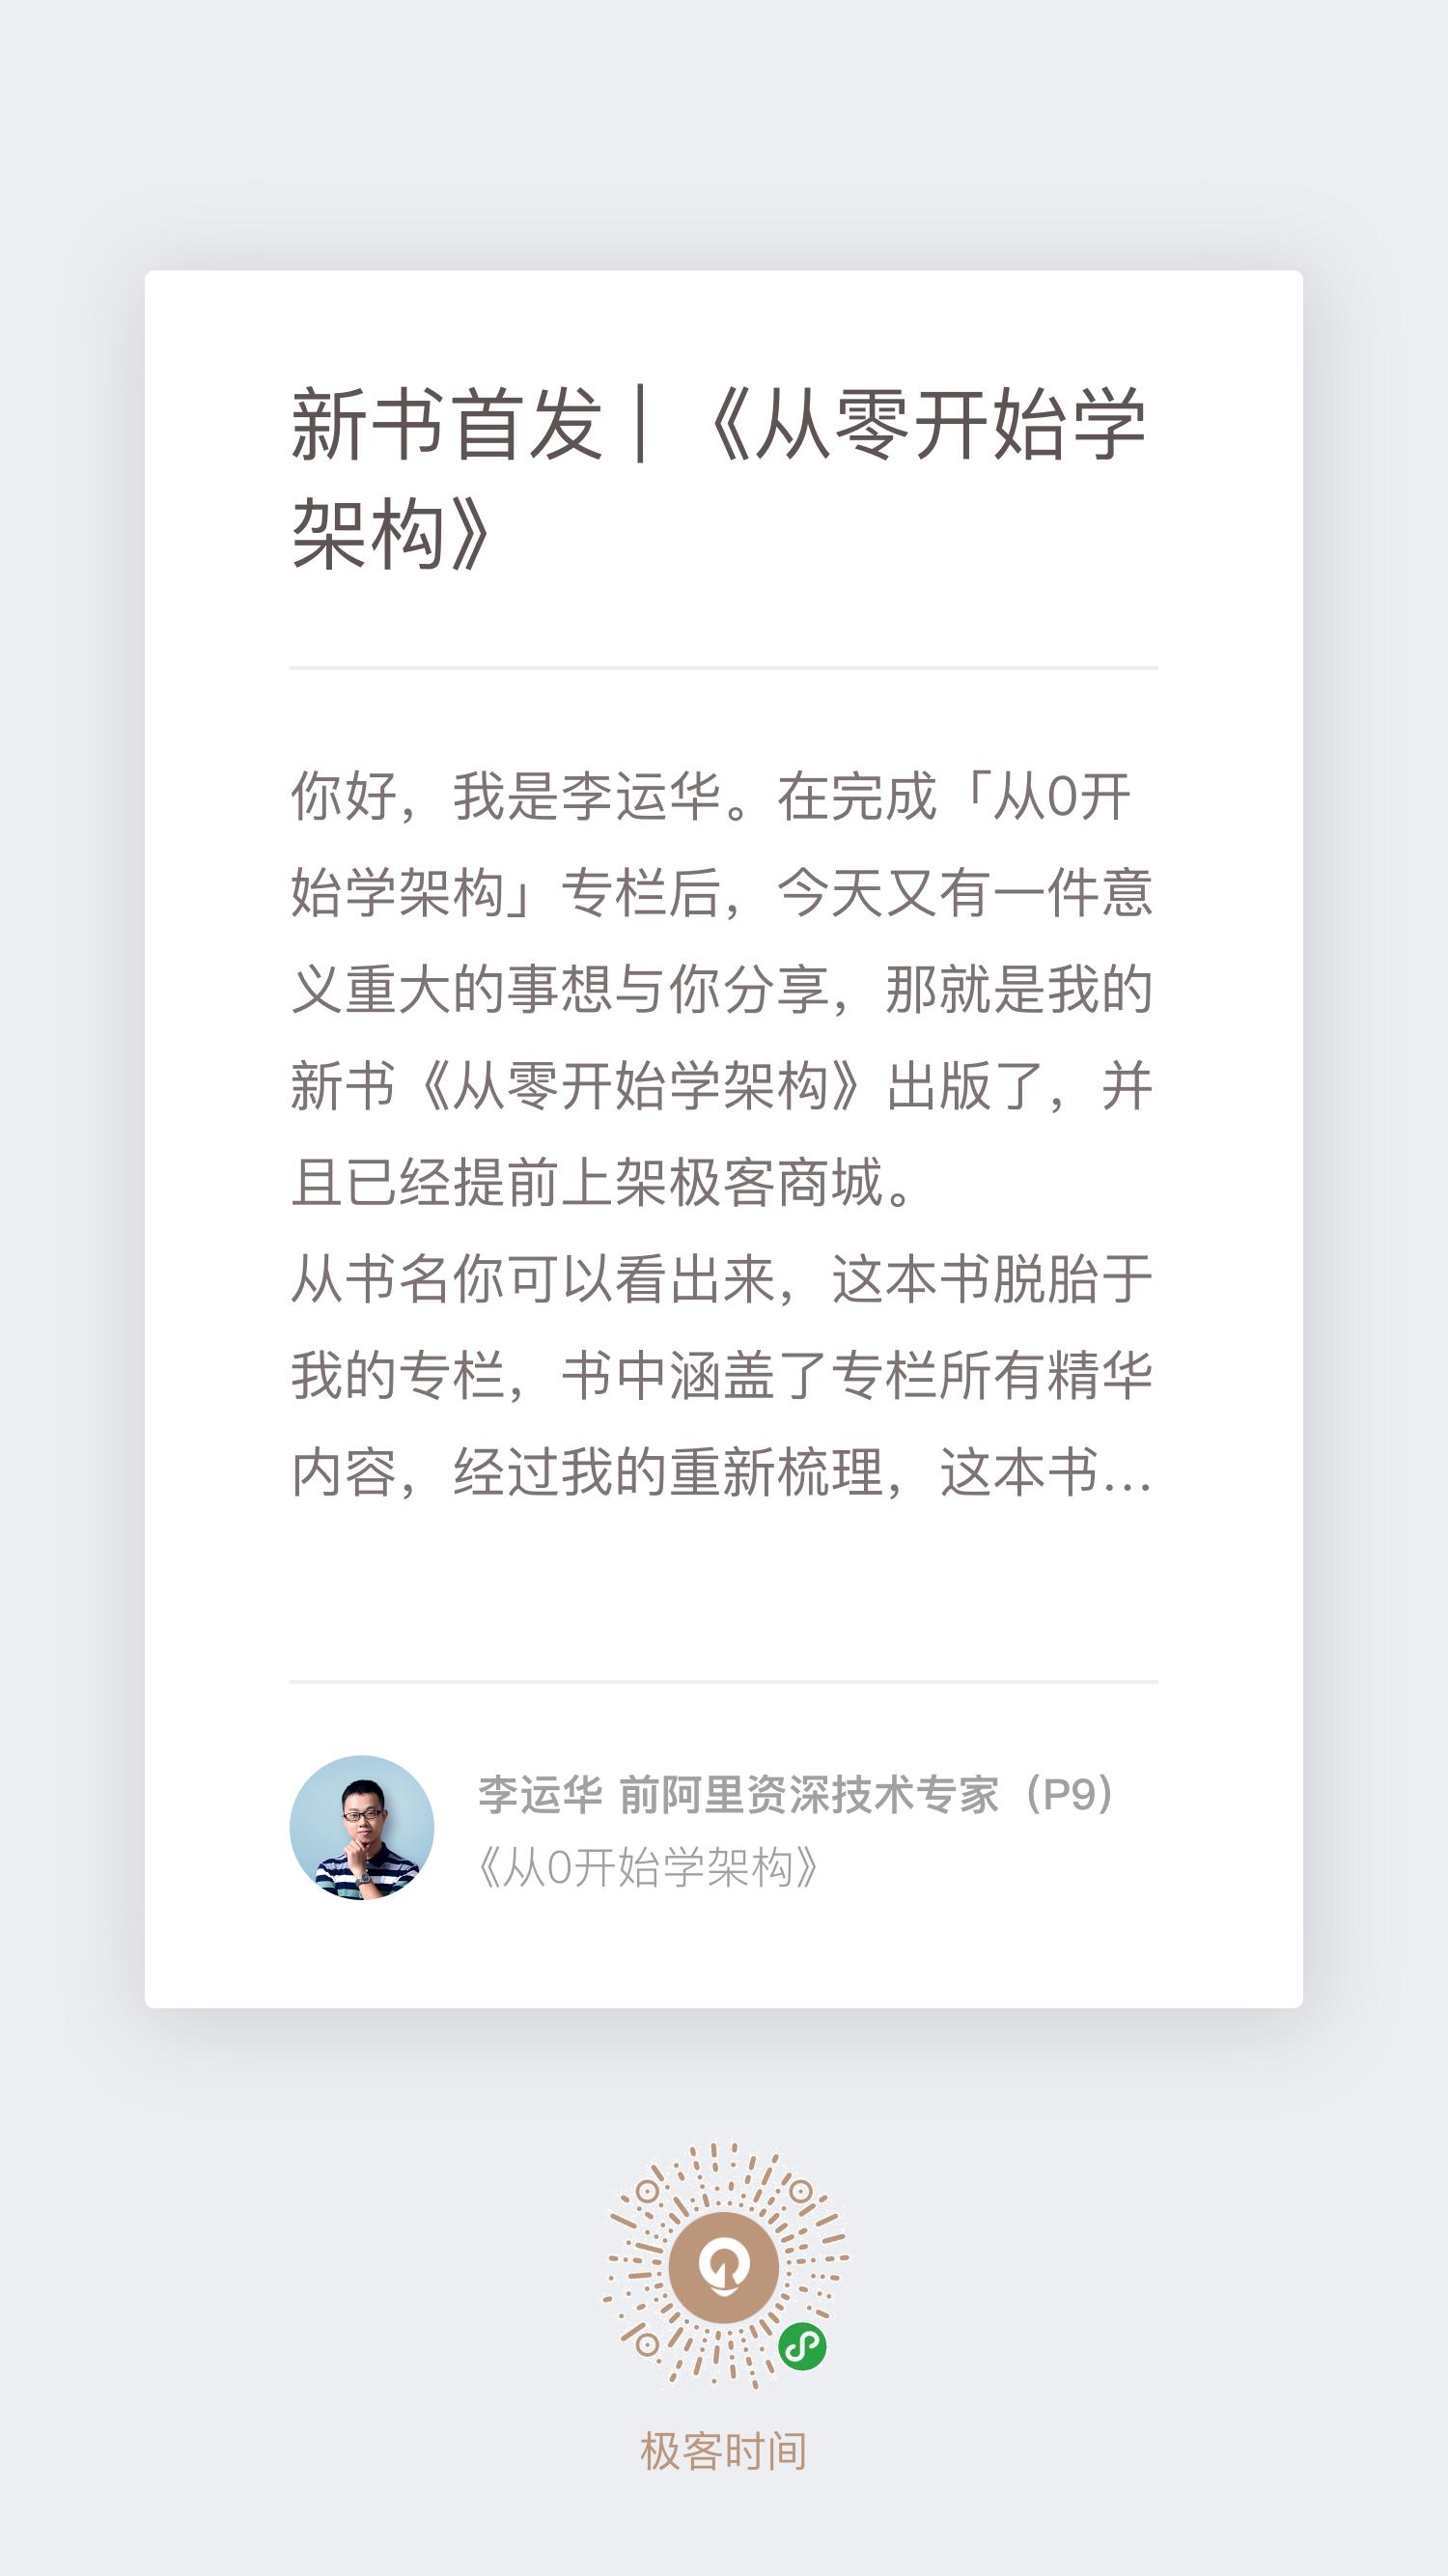 新书首发 | 《从零开始学
架构》
你好，我是李运华。在完成「从0开
始学架构」专栏后，今天又有一件意
义重大的事想与你分享，那就是我的
新书《从零开始学架构》出版了，并
且已经提前上架极客商城。
从书名你可以看出来，这本书脱胎于
我的专栏，书中涵盖了专栏所有精华
内容，经过我的重新梳理，这本书...
李运华 前阿里资深技术专家（P9）
《从0开始学架构》
极客时间